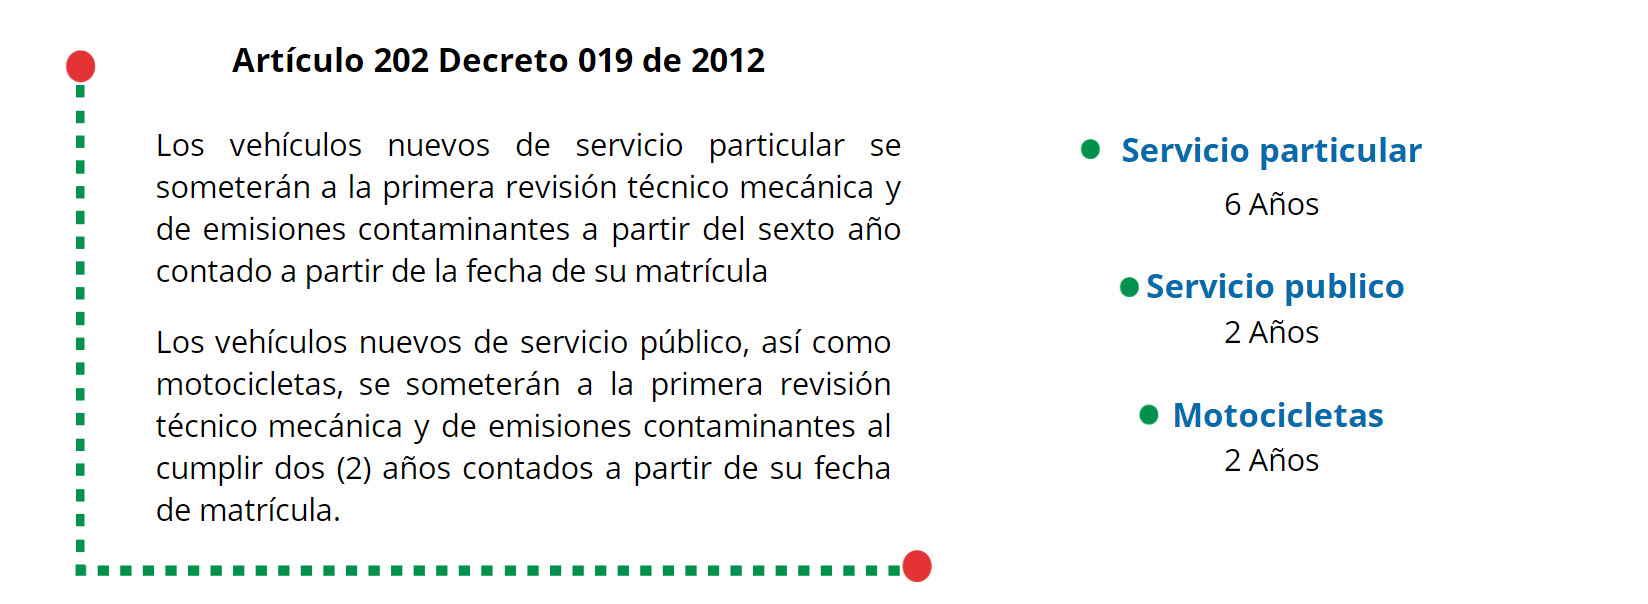 Artículo 202 Decreto 019 de 2012
Los vehículos nuevos de servicio particular se
someterán a la primera revisión técnico mecánica y
de emisiones contaminantes a partir del sexto año
contado a partir de la fecha de su matrícula
Los vehículos nuevos de servicio público, así como
motocicletas, se someterán a la primera revisión
técnico mecánica y de emisiones contaminantes al
cumplir dos (2) años contados a partir de su fecha
de matrícula.
Servicio particular
6 Años
Servicio publico
2 Años
Motocicletas
2 Años